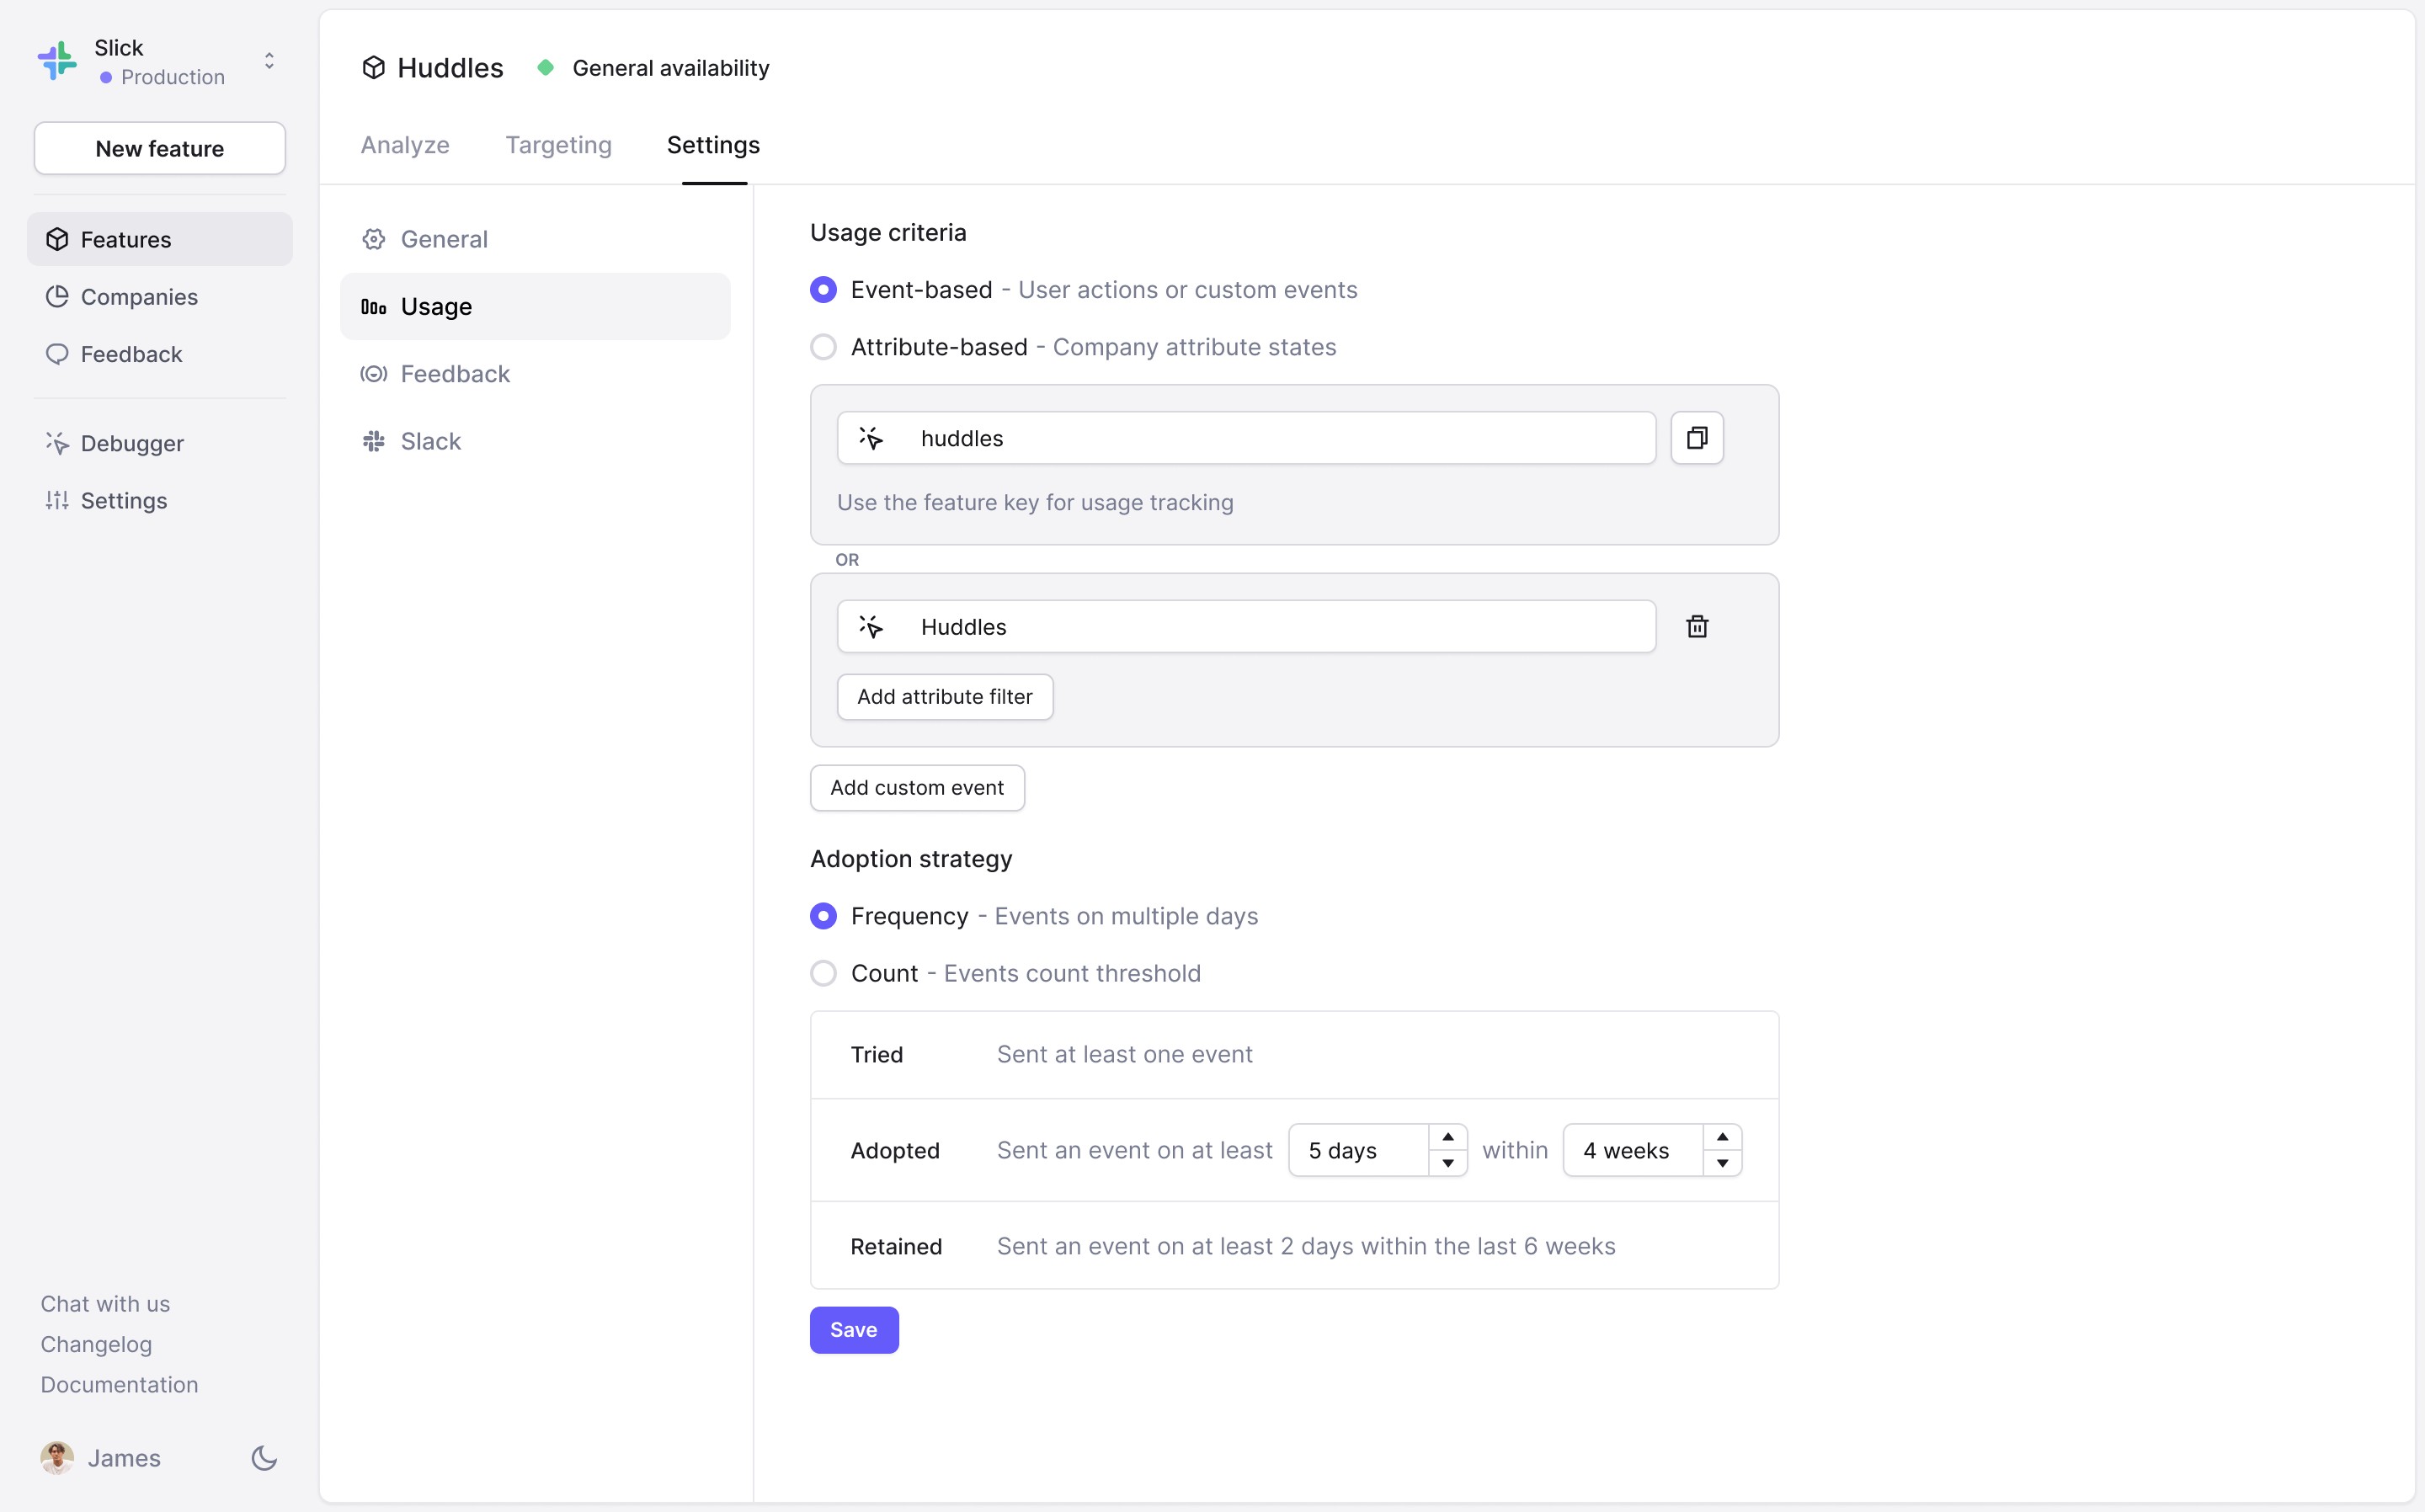 Slick
Production
New feature
Features
Companies
Feedback
Debugger
Settings
Chat with us
Changelog
Documentation
James
Huddles General availability
Analyze Targeting Settings
General
Usage
Feedback
Slack
Usage criteria
Event-based - User actions or custom events
Attribute-based - Company attribute states
huddles
Use the feature key for usage tracking
OR
Huddles
Add attribute filter
Add custom event
Adoption strategy
Frequency - Events on multiple days
Count - Events count threshold
Tried Sent at least one event
Adopted Sent an event on at least 5 days within 4 weeks
Retained Sent an event on at least 2 days within the last 6 weeks
Save